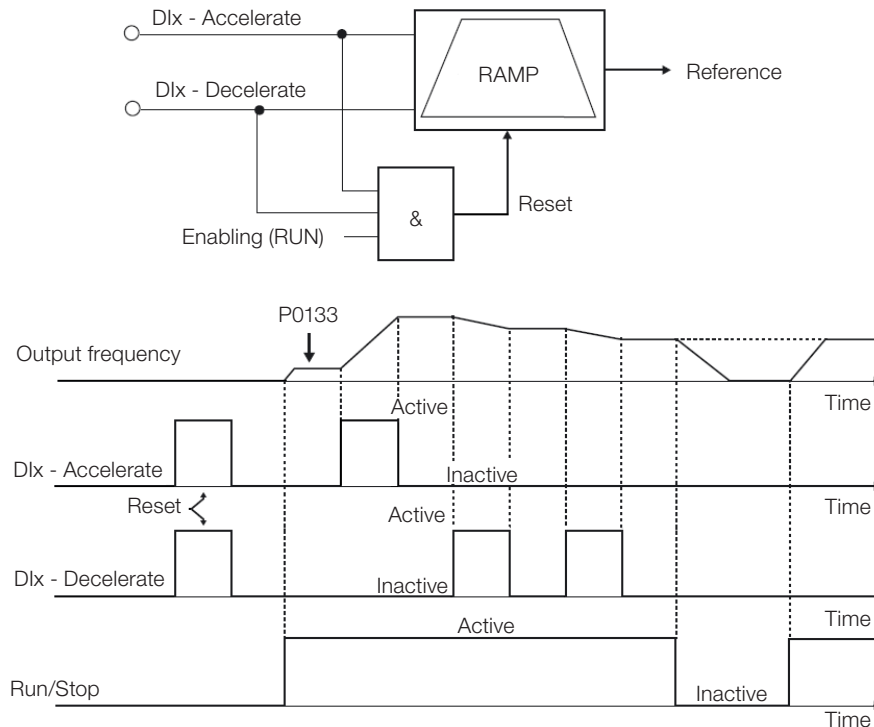 DIx - Accelerate
RAMP
Reference
DIx - Decelerate
Reset
&
Enabling (RUN)
P0133
Output frequency
Active
Time
DIx - Accelerate
Inactive
Reset
Active
Time
DIx - Decelerate
Inactive
Active
Time
Run/Stop
Inactive
Time